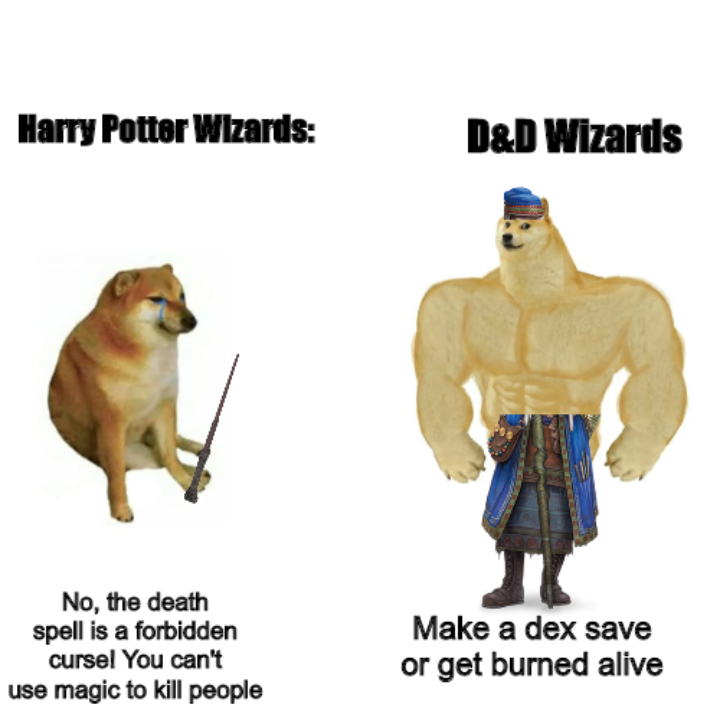 Harry Potter Wizards:
D&D Wizards
No, the death
spell is a forbidden
curse! You can't
use magic to kill people
Make a dex save
or get burned alive